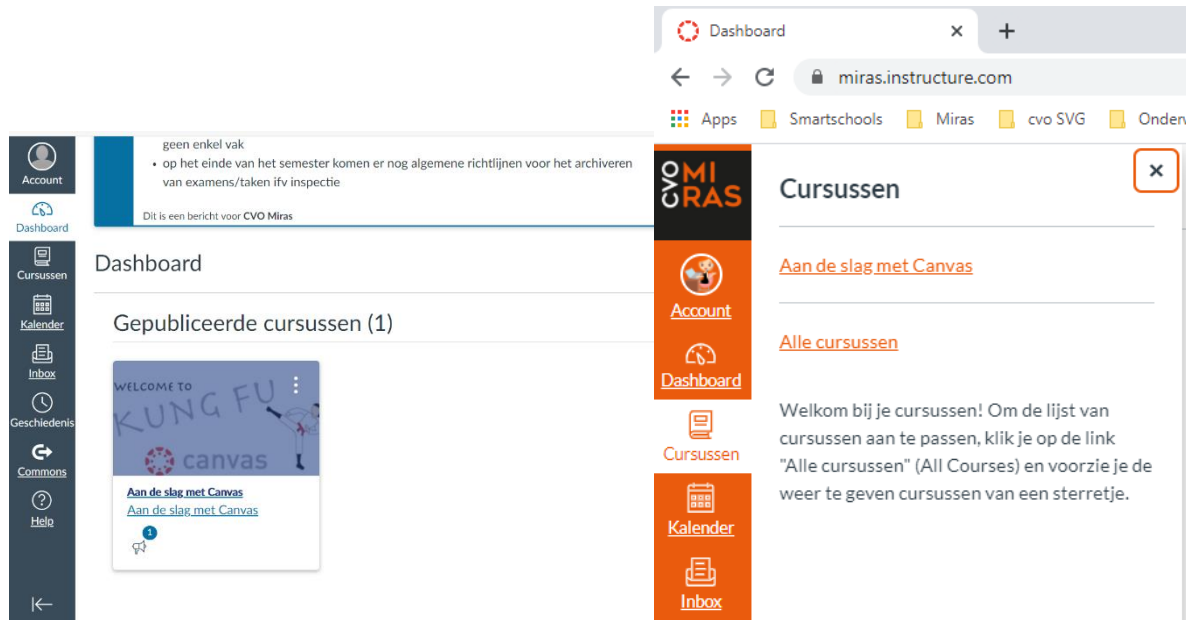 geen enkel vak
• op het einde van het semester komen er nog algemene richtlijnen voor het archiveren
van examens/taken ifv inspectie
Dit is een bericht voor CVO Miras
Account
Dashboard
Cursussen
Kalender
Inbox
Geschiedenis
Commons
Help
Dashboard
Gepubliceerde cursussen (1)
WELCOME TO
KUNG FU
canvas
Aan de slag met Canvas
Aan de slag met Canvas
1
Dashboard
miras.instructure.com
Apps
Smartschools
Miras
cvo SVG
CVO
MI
RAS
Account
Dashboard
Cursussen
Kalender
Inbox
Cursussen
Aan de slag met Canvas
Alle cursussen
Welkom bij je cursussen! Om de lijst van
cursussen aan te passen, klik je op de link
"Alle cursussen" (All Courses) en voorzie je de
weer te geven cursussen van een sterretje.